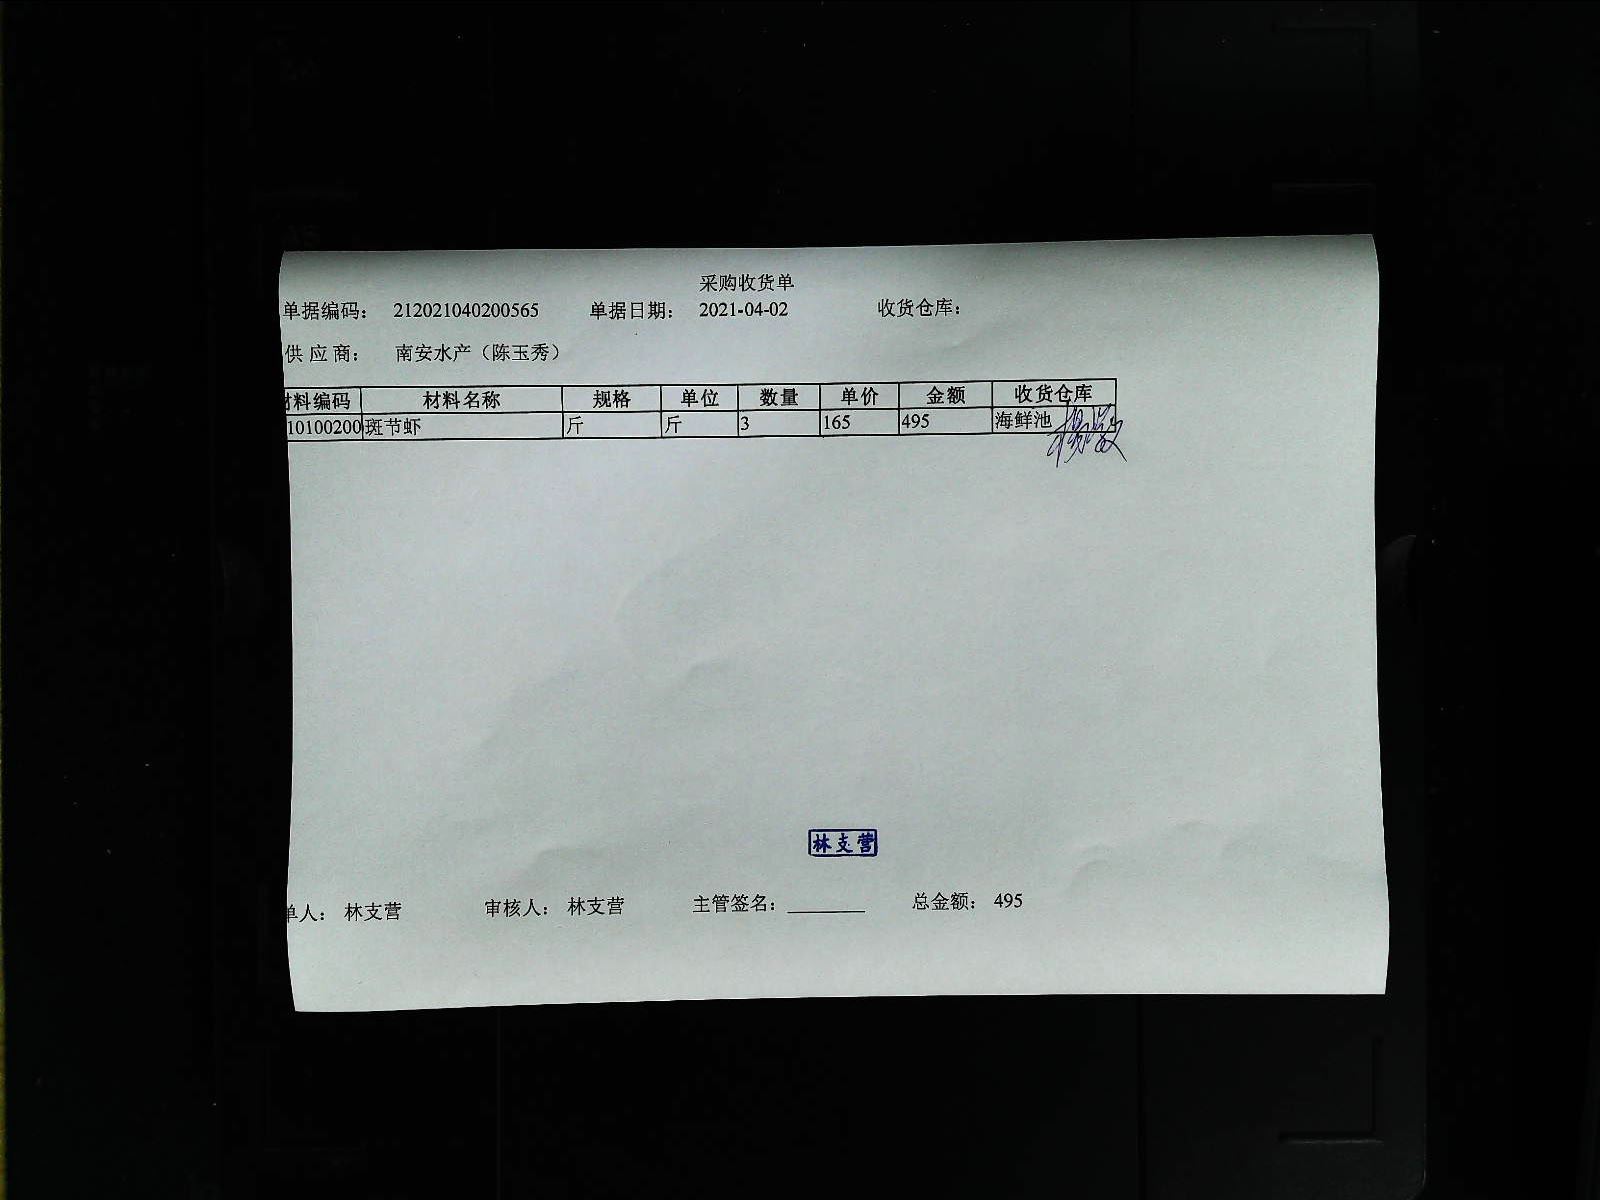 采购收货单
单据编码： 212021040200565 单据日期： 2021-04-02 收货仓库：
供应商： 南安水产（陈玉秀）
材料编码 材料名称 规格 单位 数量 单价 金额 收货仓库
10100200 斑节虾 斤 斤 3 165 495 海鲜池
林支营
单人： 林支营 审核人： 林支营 主管签名： 总金额： 495